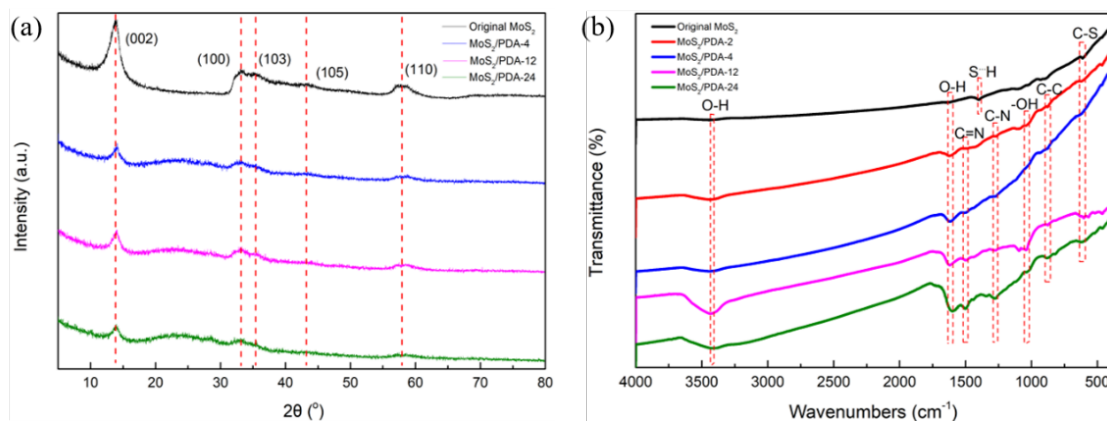 (a)
Original MoS₂
MoS₂/PDA-4
MoS₂/PDA-12
MoS₂/PDA-24
(002)
(100)
(103)
(105)
(110)
Intensity (a.u.)
10 20 30 40 50 60 70 80
2θ (°)
(b)
Original MoS₂
MoS₂/PDA-2
MoS₂/PDA-4
MoS₂/PDA-12
MoS₂/PDA-24
C-S
O-H
S¨H
O-H
C-C
-OH
C-N
C=N
Transmittance (%)
4000 3500 3000 2500 2000 1500 1000 500
Wavenumbers (cm⁻¹)